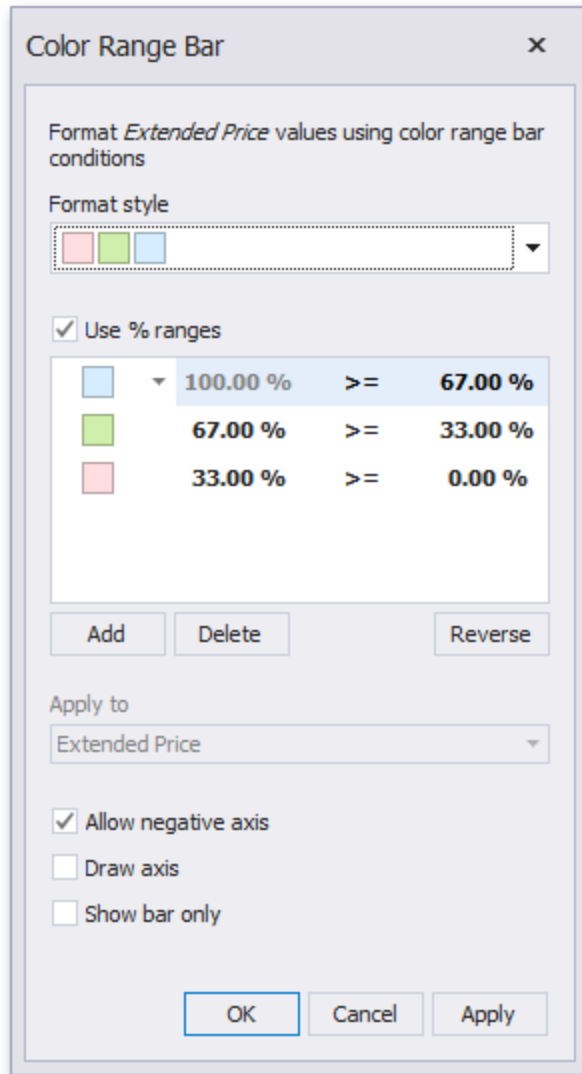 Color Range Bar
Format Extended Price values using color range bar
conditions
Format style
Use % ranges
100.00 % >= 67.00 %
67.00 % >= 33.00 %
33.00 % >= 0.00 %
Add Delete Reverse
Apply to
Extended Price
Allow negative axis
Draw axis
Show bar only
OK Cancel Apply